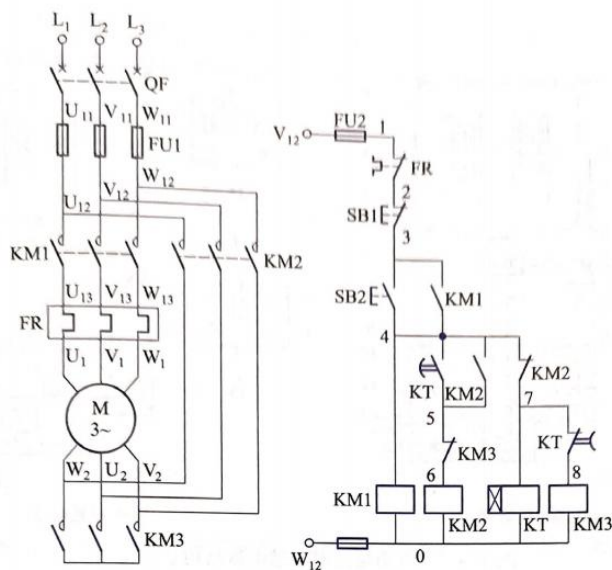 L₁ L₂ L₃
QF
U₁₁ V₁₁ W₁₁
FU1
W₁₂
V₁₂
U₁₂
KM1
KM2
U₁₃ V₁₃ W₁₃
FR
U₁ V₁ W₁
M
3~
W₂ U₂ V₂
KM3
FU2 1
V₁₂
FR
2
SB1
3
SB2
KM1
4
KT KM2
KM2
5
7
KM3
KT
6
8
KM1
KM2
KT
KM3
W₁₂
0